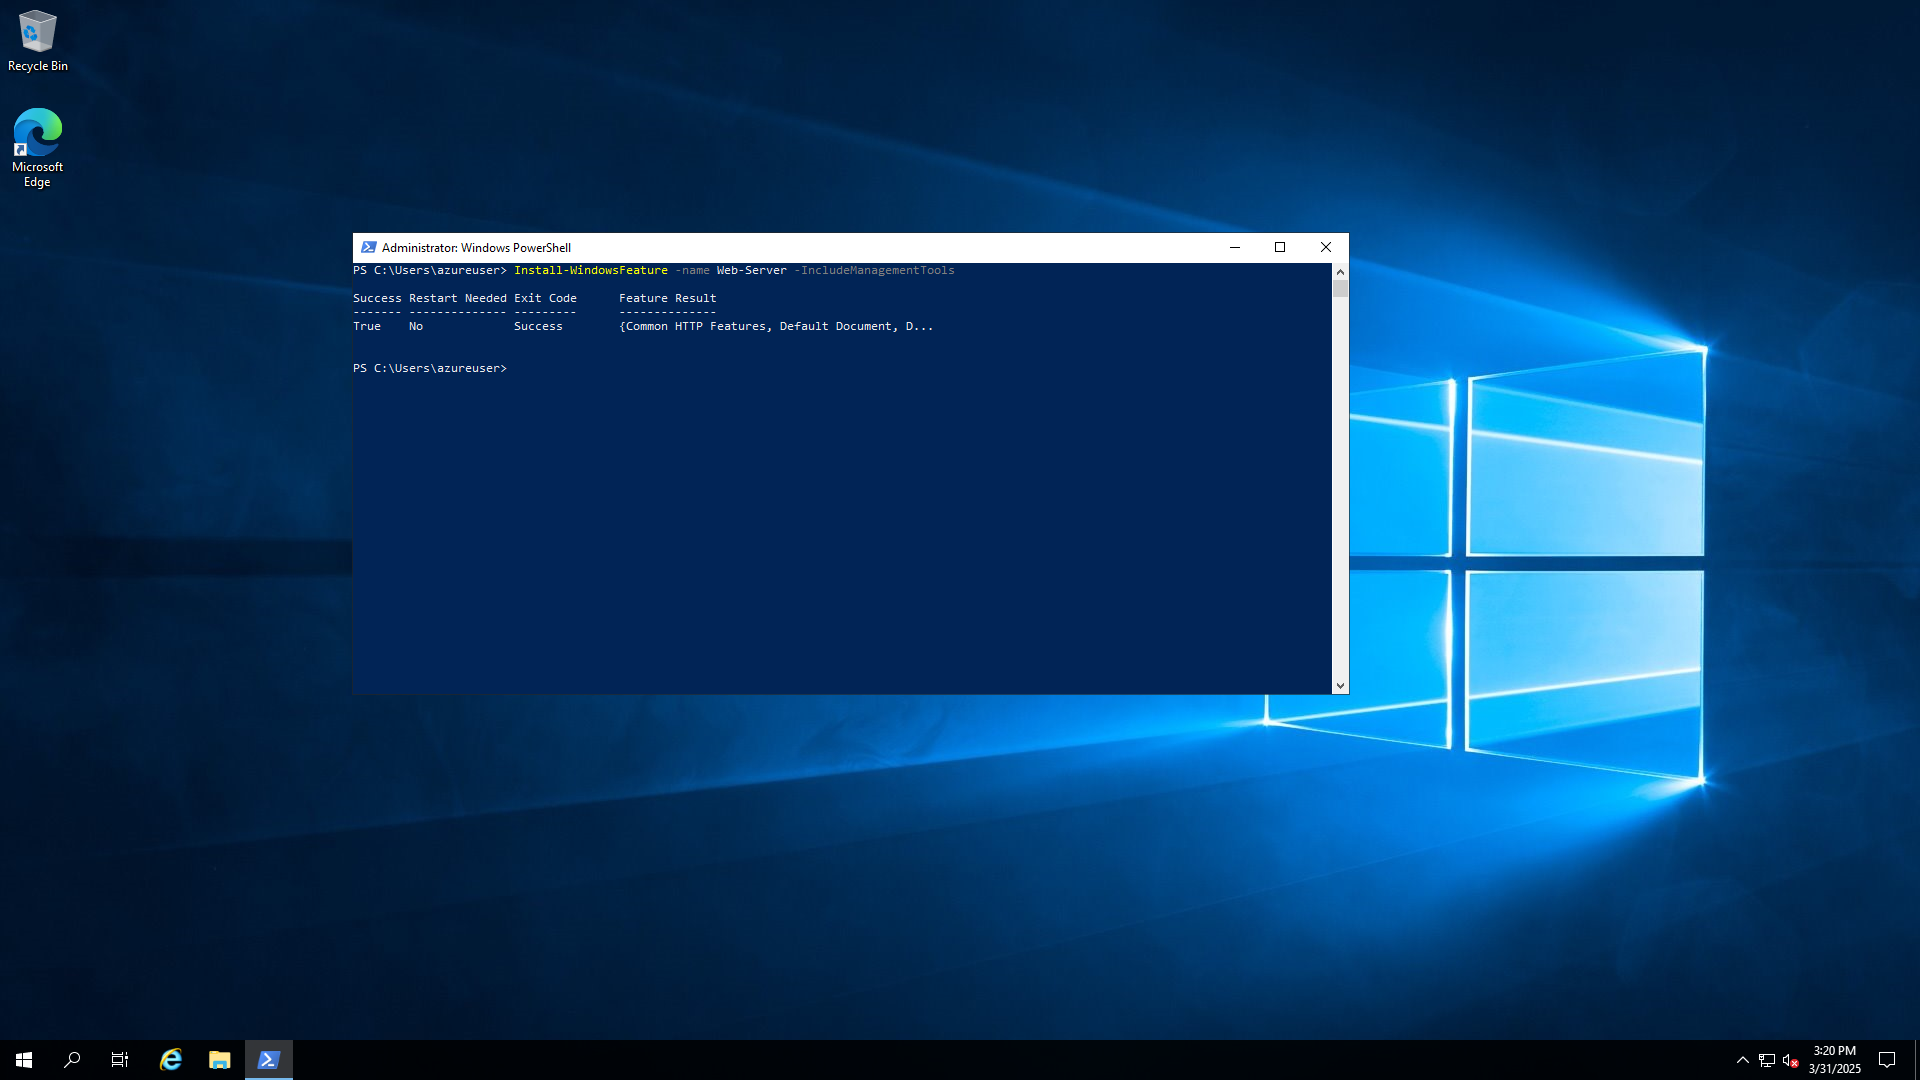 Recycle Bin
Microsoft
Edge
Administrator: Windows PowerShell
PS C:\Users\azureuser> Install-WindowsFeature -name Web-Server -IncludeManagementTools
Success Restart Needed Exit Code      Feature Result
------- -------------- ---------      --------------
True    No             Success        {Common HTTP Features, Default Document, D...
PS C:\Users\azureuser>
3:20 PM
3/31/2025